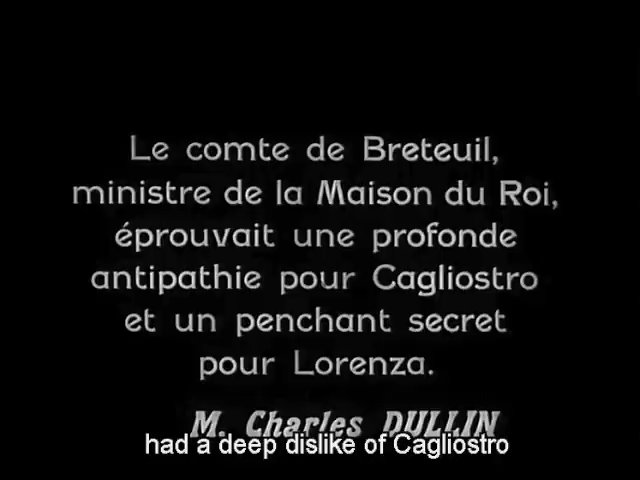 Le comte de Breteuil,
ministre de la Maison du Roi,
éprouvait une profonde
antipathie pour Cagliostro
et un penchant secret
pour Lorenza.
M. Charles DULLIN
had a deep dislike of Cagliostro